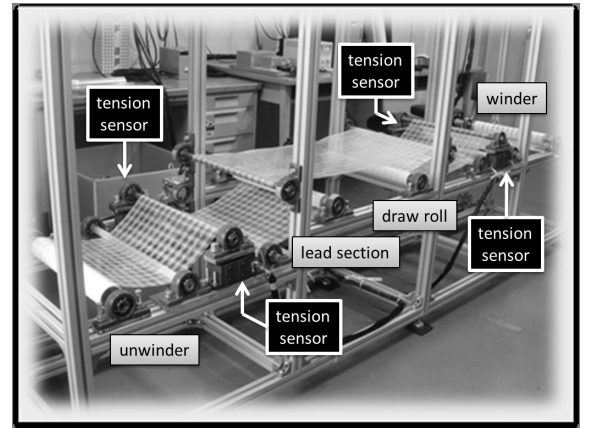 tension
sensor
winder
tension
sensor
draw roll
tension
sensor
lead section
tension
sensor
unwinder